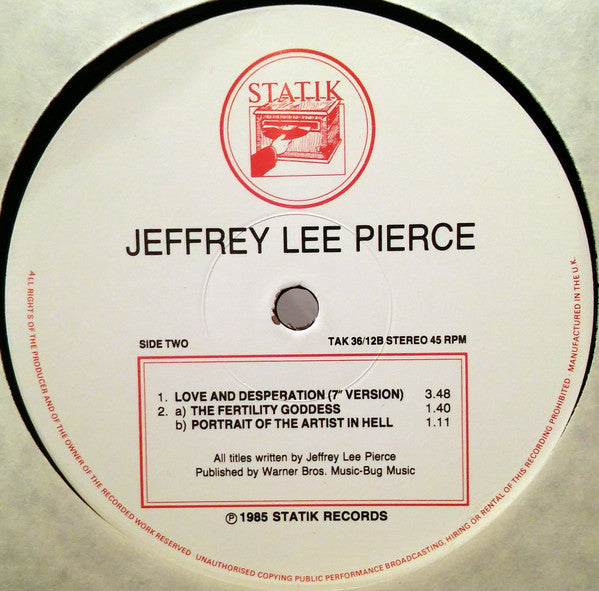 STATIK
JEFFREY LEE PIERCE
SIDE TWO
TAK 36/12B STEREO 45 RPM
1. LOVE AND DESPERATION (7" VERSION) 3.48
2. a) THE FERTILITY GODDESS 1.40
b) PORTRAIT OF THE ARTIST IN HELL 1.11
All titles written by Jeffrey Lee Pierce
Published by Warner Bros. Music-Bug Music
℗ 1985 STATIK RECORDS
ALL RIGHTS OF THE PRODUCER AND OF THE OWNER OF THE RECORDED WORK RESERVED UNAUTHORISED COPYING PUBLIC PERFORMANCE BROADCASTING, HIRING OR RENTAL OF THIS RECORDING PROHIBITED MANUFACTURED IN THE U.K.